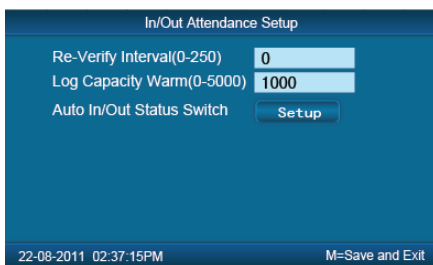 In/Out Attendance Setup
Re-Verify Interval(0-250) 0
Log Capacity Warm(0-5000) 1000
Auto In/Out Status Switch Setup
22-08-2011 02:37:15PM M=Save and Exit